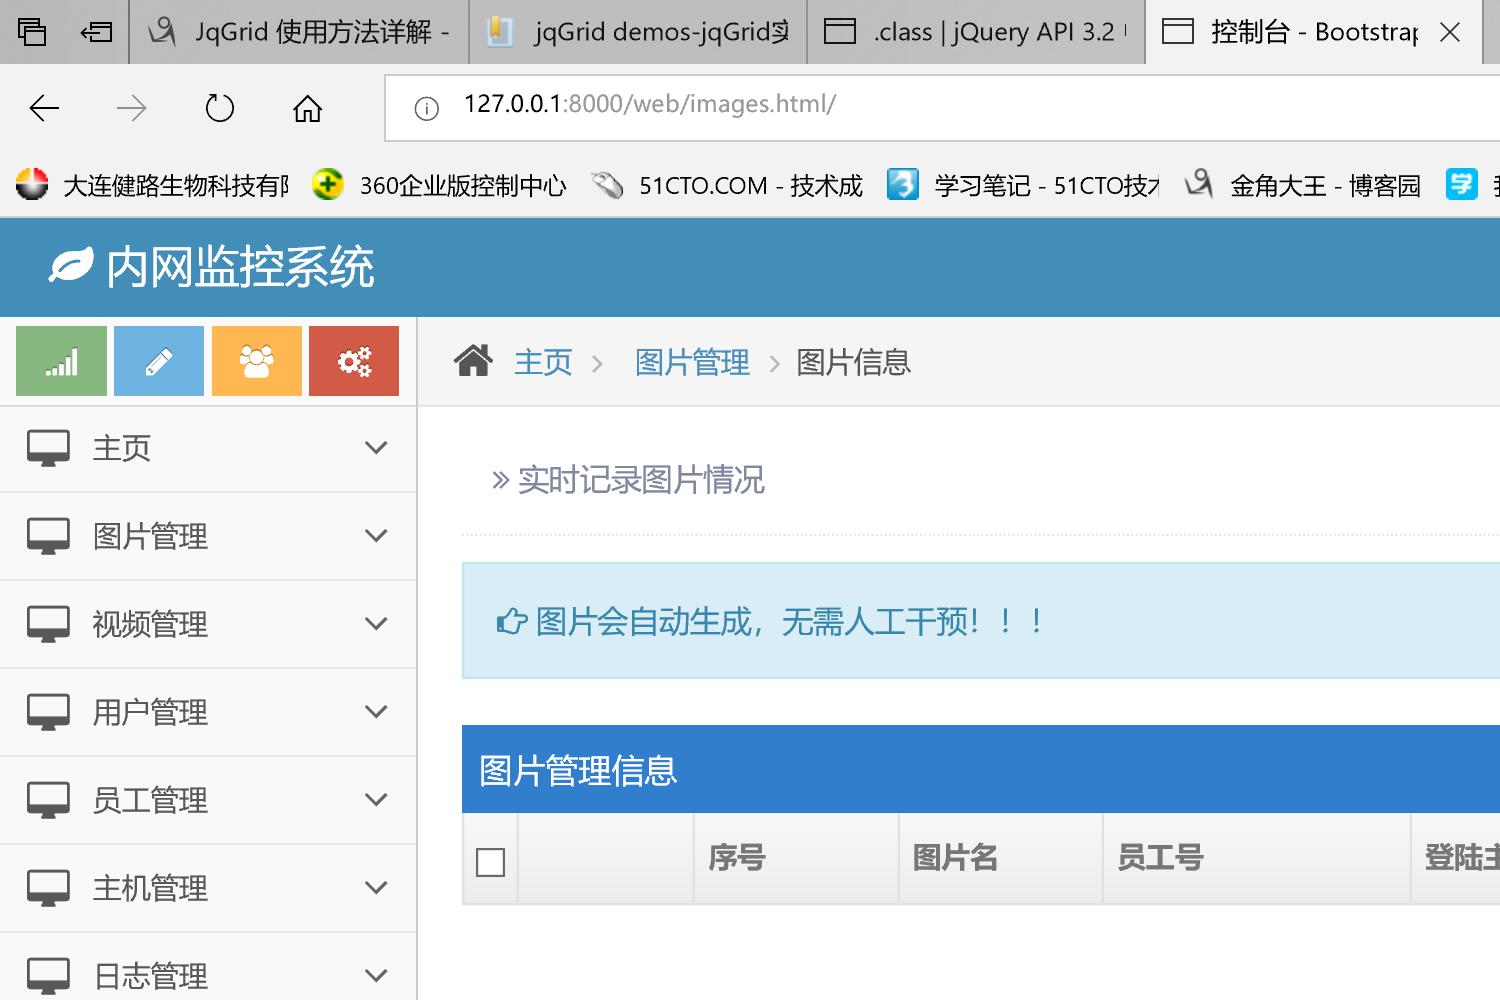 JqGrid 使用方法详解 -
jqGrid demos-jqGrid实
.class | jQuery API 3.2
控制台 - Bootstrap
127.0.0.1:8000/web/images.html/
大连健路生物科技有限
360企业版控制中心
51CTO.COM - 技术成
学习笔记 - 51CTO技术
金角大王 - 博客园
学
内网监控系统
主页
图片管理
图片信息
主页
图片管理
视频管理
用户管理
员工管理
主机管理
日志管理
» 实时记录图片情况
图片会自动生成，无需人工干预！！！
图片管理信息
序号
图片名
员工号
登陆主